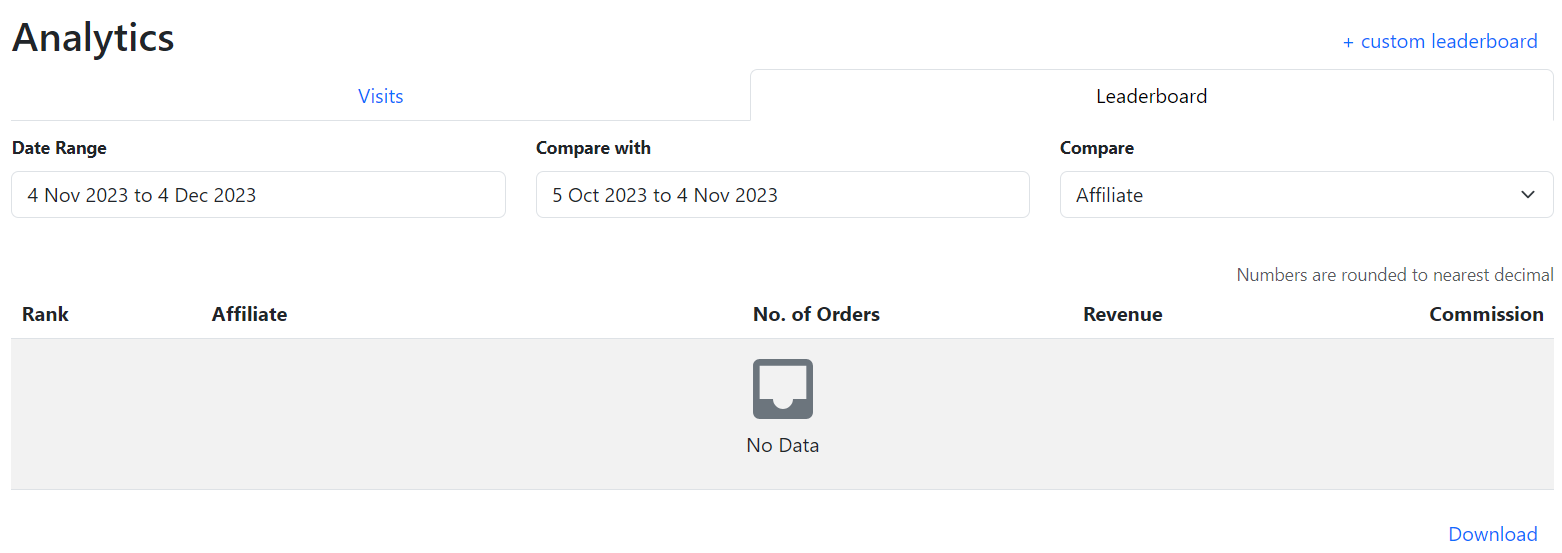 Analytics
+ custom leaderboard
Visits
Leaderboard
Date Range
Compare with
Compare
4 Nov 2023 to 4 Dec 2023
5 Oct 2023 to 4 Nov 2023
Affiliate
Numbers are rounded to nearest decimal
Rank
Affiliate
No. of Orders
Revenue
Commission
No Data
Download